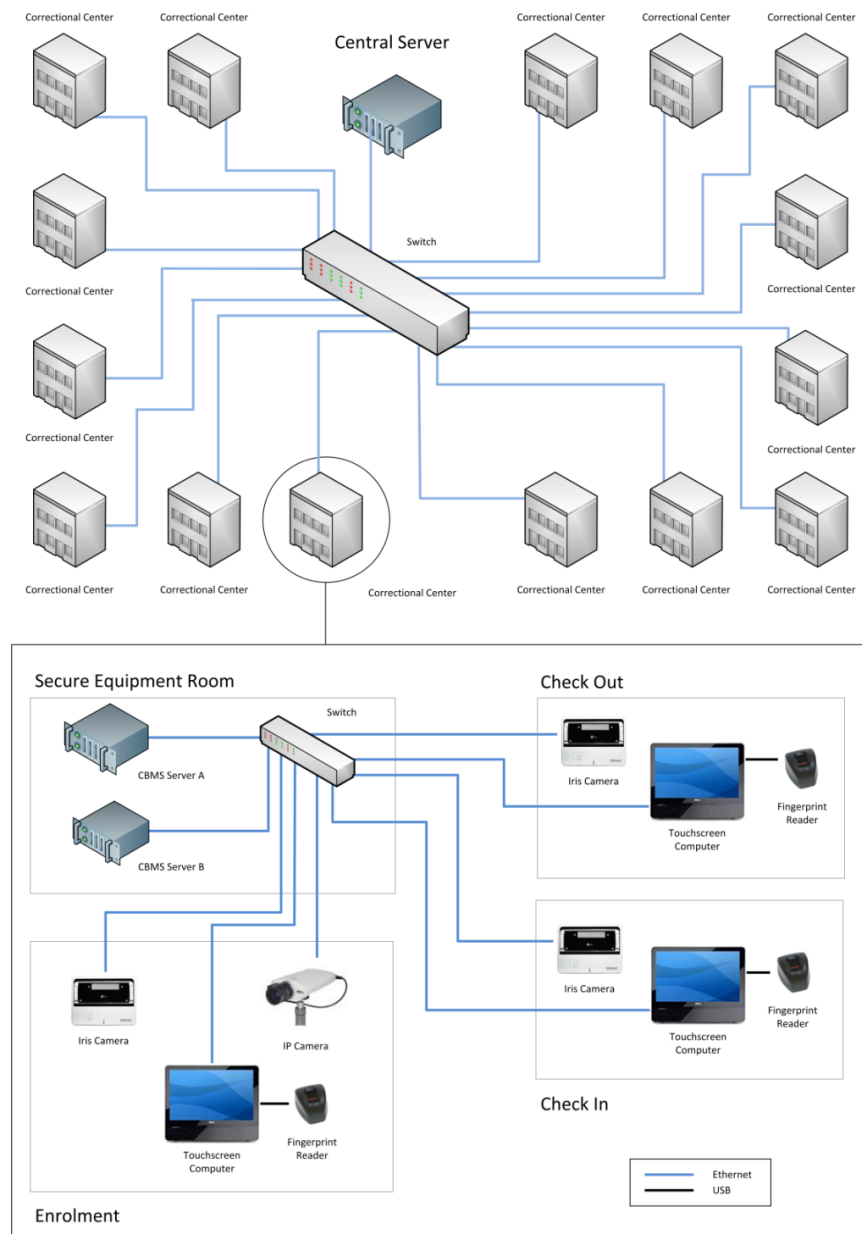 Correctional Center
Correctional Center
Central Server
Correctional Center
Correctional Center
Correctional Center
Switch
Correctional Center
Correctional Center
Correctional Center
Correctional Center
Correctional Center
Correctional Center
Correctional Center
Correctional Center
Correctional Center
Correctional Center
Secure Equipment Room
Switch
CBMS Server A
CBMS Server B
Check Out
Iris Camera
Touchscreen
Computer
Fingerprint
Reader
Iris Camera
Touchscreen
Computer
Fingerprint
Reader
Check In
Iris Camera
IP Camera
Touchscreen
Computer
Fingerprint
Reader
Enrolment
Ethernet
USB